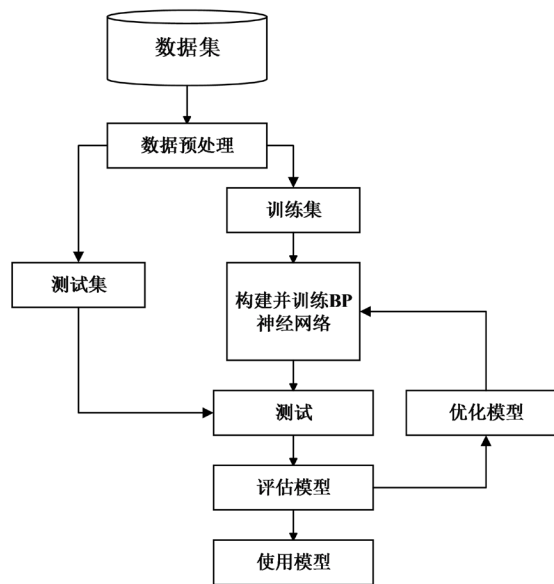 数据集
数据预处理
训练集
测试集
构建并训练BP
神经网络
测试
优化模型
评估模型
使用模型